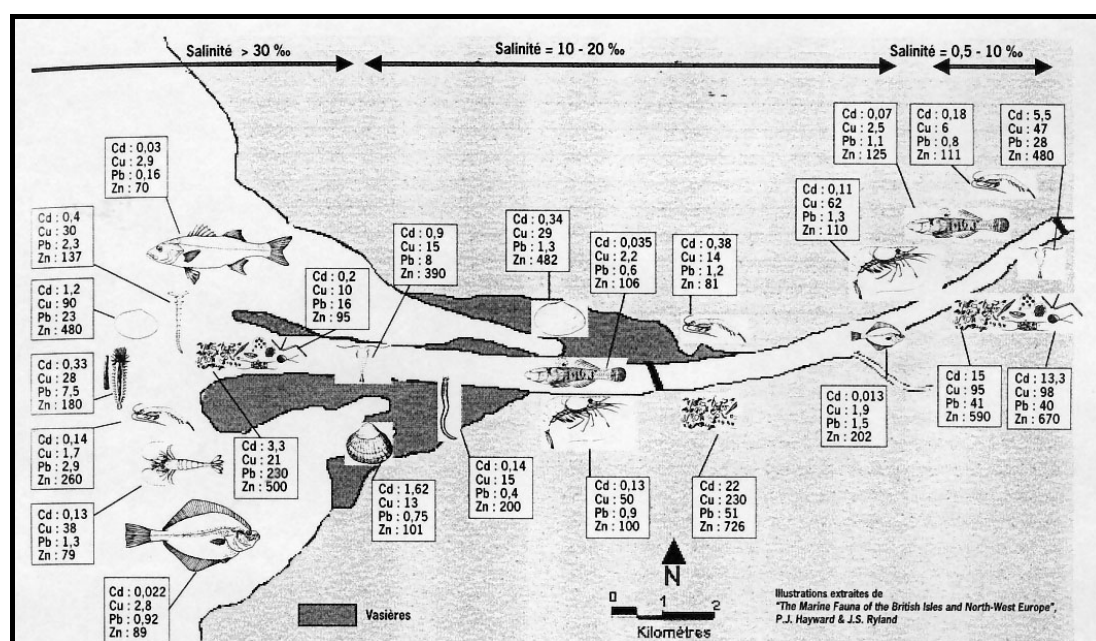 Salinité > 30 ‰
Salinité = 10 - 20 ‰
Salinité = 0,5 - 10 ‰
Cd : 0,03
Cu : 2,9
Pb : 0,16
Zn : 70
Cd : 0,4
Cu : 30
Pb : 2,3
Zn : 137
Cd : 1,2
Cu : 90
Pb : 23
Zn : 480
Cd : 0,33
Cu : 28
Pb : 7,5
Zn : 180
Cd : 0,14
Cu : 1,7
Pb : 2,9
Zn : 260
Cd : 0,13
Cu : 38
Pb : 1,3
Zn : 79
Cd : 0,022
Cu : 2,8
Pb : 0,92
Zn : 89
Cd : 0,2
Cu : 10
Pb : 16
Zn : 95
Cd : 3,3
Cu : 21
Pb : 230
Zn : 500
Cd : 0,9
Cu : 15
Pb : 8
Zn : 390
Cd : 1,62
Cu : 13
Pb : 0,75
Zn : 101
Cd : 0,14
Cu : 15
Pb : 0,4
Zn : 200
Cd : 0,34
Cu : 29
Pb : 1,3
Zn : 482
Cd : 0,035
Cu : 2,2
Pb : 0,6
Zn : 106
Cd : 0,13
Cu : 50
Pb : 0,9
Zn : 100
Cd : 0,38
Cu : 14
Pb : 1,2
Zn : 81
Cd : 22
Cu : 230
Pb : 51
Zn : 726
Cd : 0,07
Cu : 2,5
Pb : 1,1
Zn : 125
Cd : 0,18
Cu : 6
Pb : 0,8
Zn : 111
Cd : 5,5
Cu : 47
Pb : 28
Zn : 480
Cd : 0,11
Cu : 62
Pb : 1,3
Zn : 110
Cd : 0,013
Cu : 1,9
Pb : 1,5
Zn : 202
Cd : 15
Cu : 95
Pb : 41
Zn : 590
Cd : 13,3
Cu : 98
Pb : 40
Zn : 670
Vasières
N
0 1 2
Kilomètres
Illustrations extraites de
"The Marine Fauna of the British Isles and North-West Europe",
P.J. Hayward & J.S. Ryland